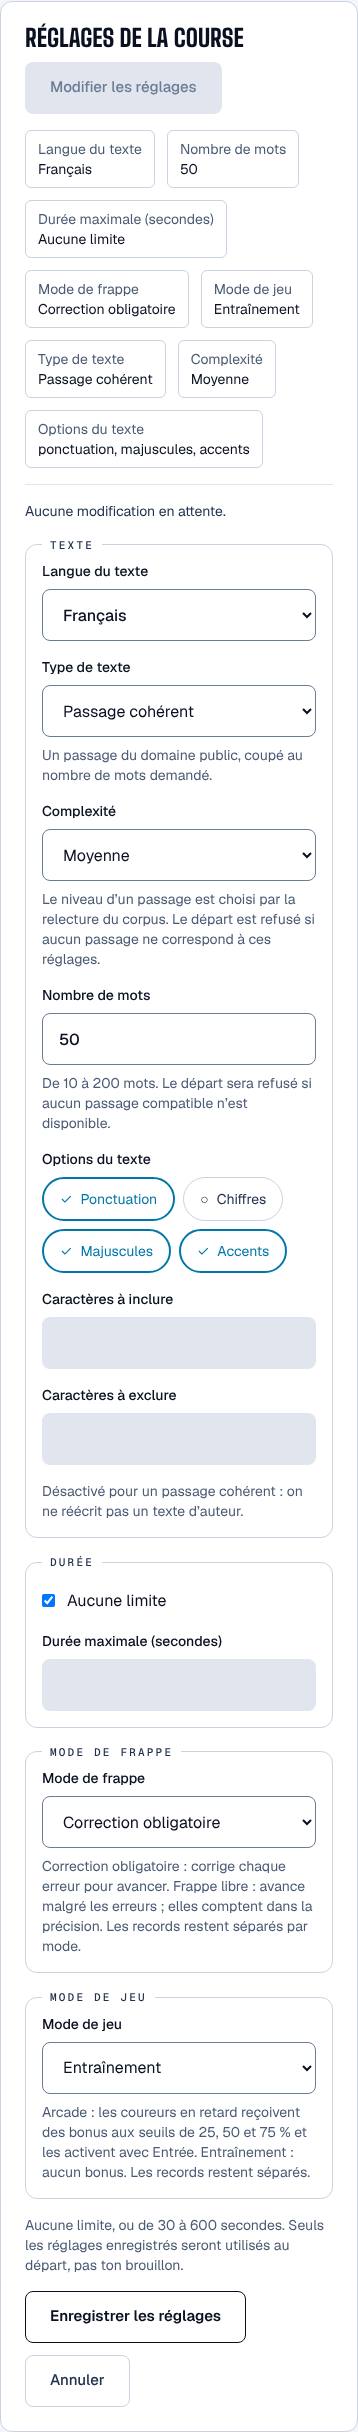 RÉGLAGES DE LA COURSE
Modifier les réglages
Langue du texte
Français
Nombre de mots
50
Durée maximale (secondes)
Aucune limite
Mode de frappe
Correction obligatoire
Mode de jeu
Entraînement
Type de texte
Passage cohérent
Complexité
Moyenne
Options du texte
ponctuation, majuscules, accents
Aucune modification en attente.
TEXTE
Langue du texte
Français
Type de texte
Passage cohérent
Un passage du domaine public, coupé au
nombre de mots demandé.
Complexité
Moyenne
Le niveau d’un passage est choisi par la
relecture du corpus. Le départ est refusé si
aucun passage ne correspond à ces
réglages.
Nombre de mots
50
De 10 à 200 mots. Le départ sera refusé si
aucun passage compatible n’est
disponible.
Options du texte
✓ Ponctuation
○ Chiffres
✓ Majuscules
✓ Accents
Caractères à inclure
Caractères à exclure
Désactivé pour un passage cohérent : on
ne réécrit pas un texte d’auteur.
DURÉE
Aucune limite
Durée maximale (secondes)
MODE DE FRAPPE
Mode de frappe
Correction obligatoire
Correction obligatoire : corrige chaque
erreur pour avancer. Frappe libre : avance
malgré les erreurs ; elles comptent dans la
précision. Les records restent séparés par
mode.
MODE DE JEU
Mode de jeu
Entraînement
Arcade : les coureurs en retard reçoivent
des bonus aux seuils de 25, 50 et 75 % et
les activent avec Entrée. Entraînement :
aucun bonus. Les records restent séparés.
Aucune limite, ou de 30 à 600 secondes. Seuls
les réglages enregistrés seront utilisés au
départ, pas ton brouillon.
Enregistrer les réglages
Annuler